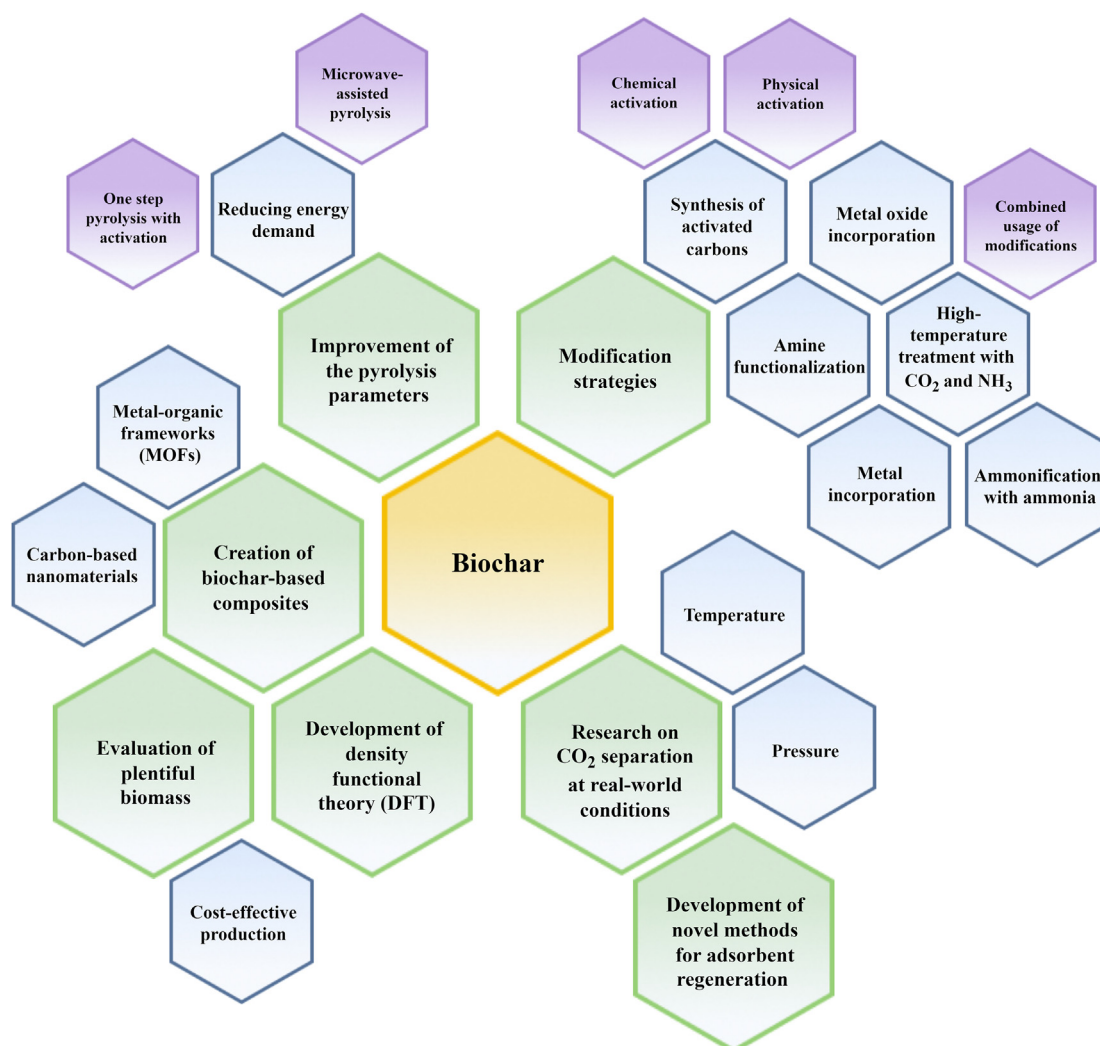 Microwave-
assisted
pyrolysis
Chemical
activation
Physical
activation
One step
pyrolysis with
activation
Reducing energy
demand
Synthesis of
activated
carbons
Metal oxide
incorporation
Combined
usage of
modifications
Improvement of
the pyrolysis
parameters
Modification
strategies
Amine
functionalization
High-
temperature
treatment with
CO₂ and NH₃
Metal-organic
frameworks
(MOFs)
Metal
incorporation
Ammonification
with ammonia
Carbon-based
nanomaterials
Creation of
biochar-based
composites
Biochar
Temperature
Evaluation of
plentiful
biomass
Development of
density
functional
theory (DFT)
Research on
CO₂ separation
at real-world
conditions
Pressure
Cost-effective
production
Development of
novel methods
for adsorbent
regeneration